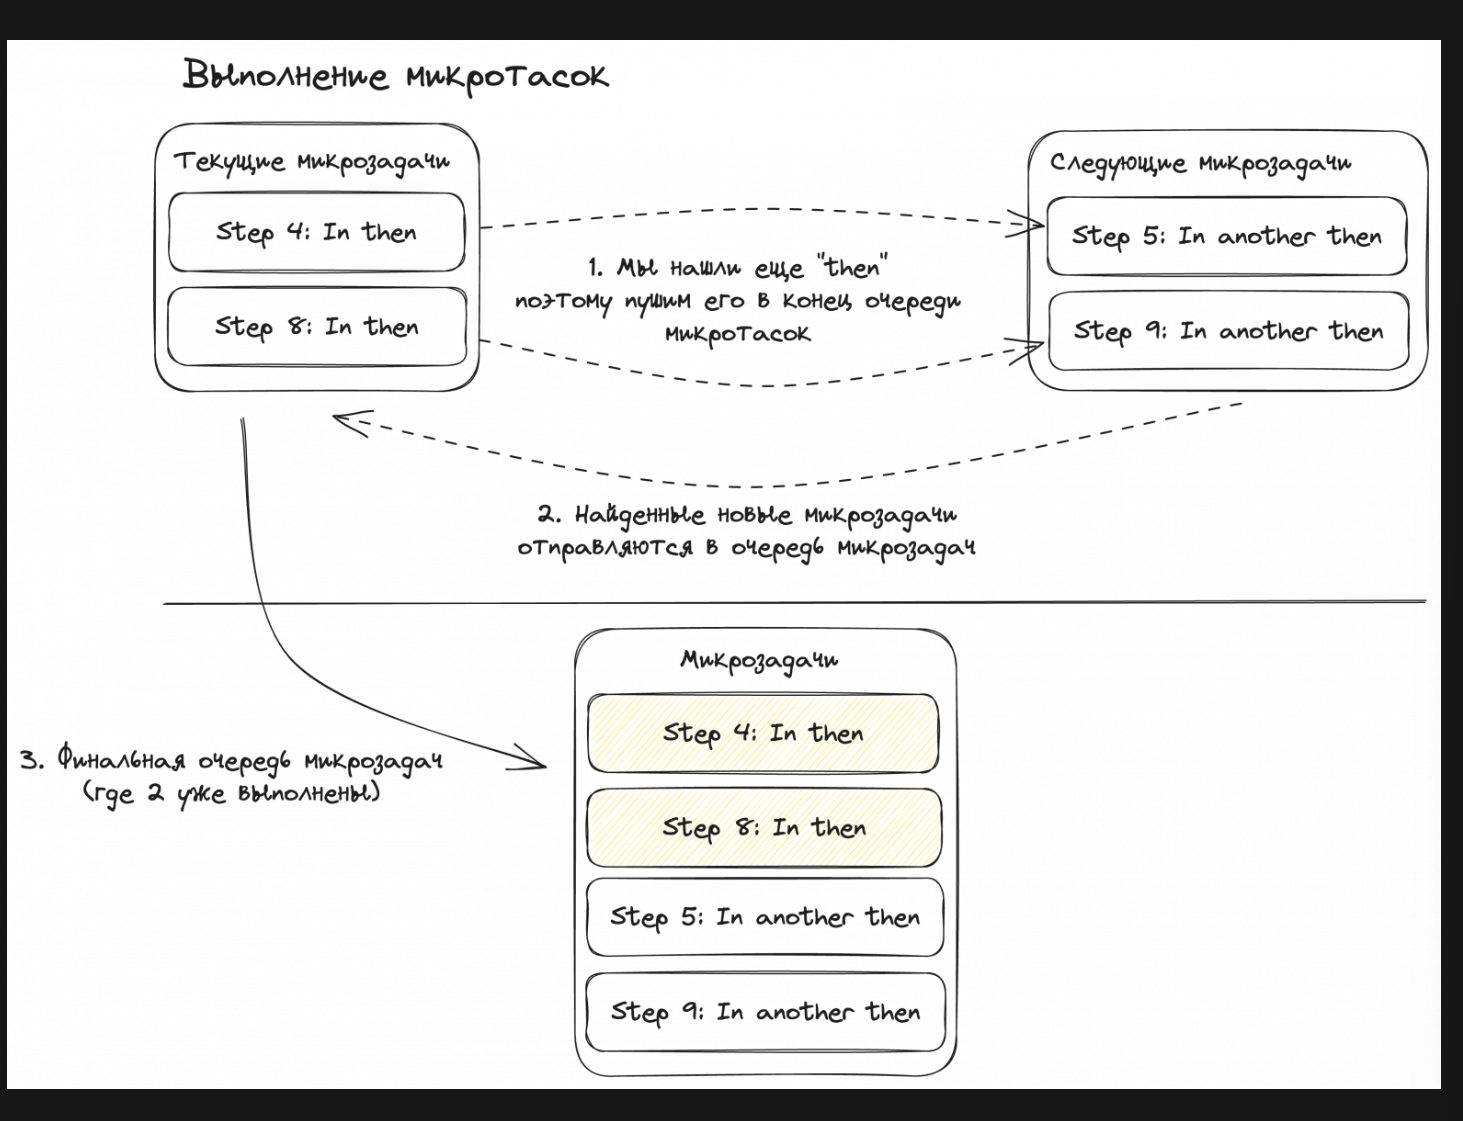 Выполнение микротасок
Текущие микрозадачи
Step 4: In then
Step 8: In then
Следующие микрозадачи
Step 5: In another then
Step 9: In another then
1. Мы нашли еще "then"
поэтому пушим его в конец очереди
микротасок
2. Найденные новые микрозадачи
отправляются в очередь микрозадач
3. Финальная очередь микрозадач
(где 2 уже выполнены)
Микрозадачи
Step 4: In then
Step 8: In then
Step 5: In another then
Step 9: In another then